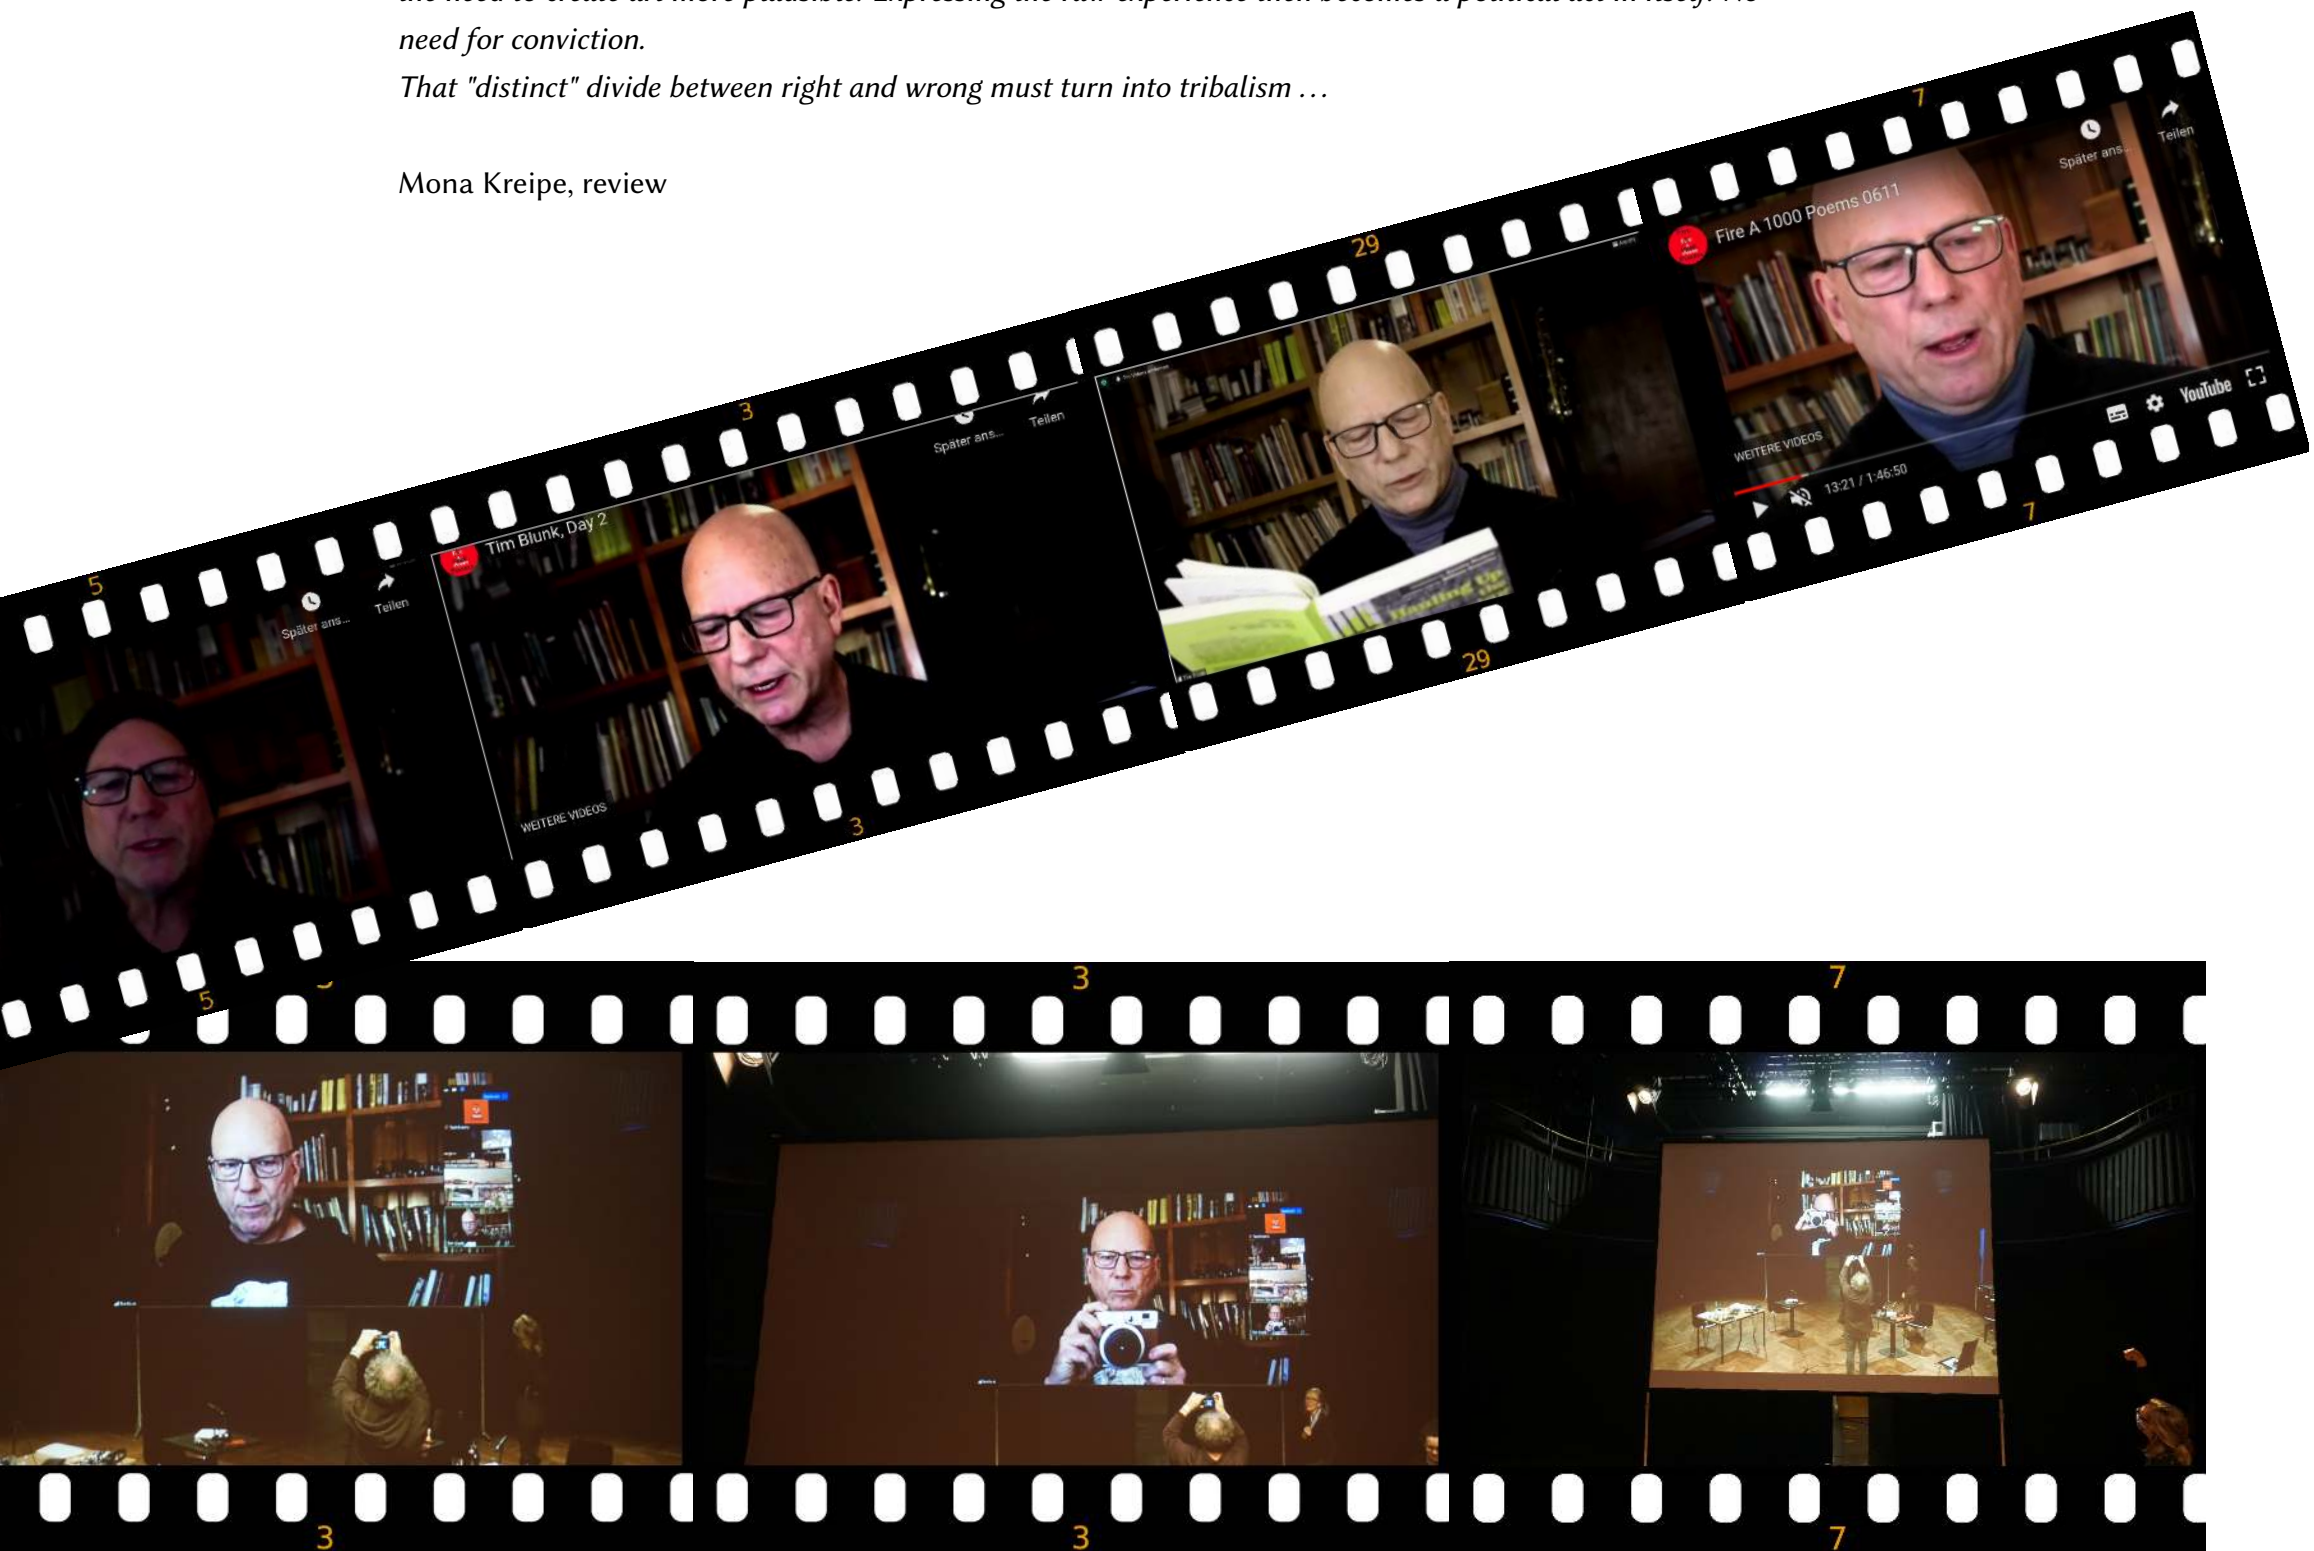 need for conviction.
That "distinct" divide between right and wrong must turn into tribalism …
Mona Kreipe, review
7
Später ans...
Teilen
Fire A 1000 Poems 0611
29
WEITERE VIDEOS
13:21 / 1:46:50
YouTube
7
3
Später ans...
Teilen
Tim Blunk, Day 2
Hauling Up
29
WEITERE VIDEOS
3
5
Später ans...
Teilen
5
3
7
3
3
7